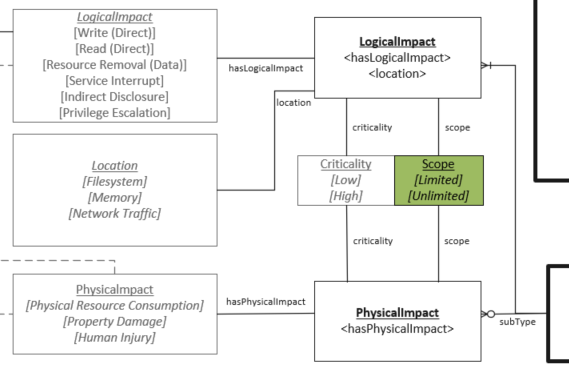 LogicalImpact
[Write (Direct)]
[Read (Direct)]
[Resource Removal (Data)]
[Service Interrupt]
[Indirect Disclosure]
[Privilege Escalation]
hasLogicalImpact
LogicalImpact
<hasLogicalImpact>
<location>
location
criticality
scope
Location
[Filesystem]
[Memory]
[Network Traffic]
Criticality
[Low]
[High]
Scope
[Limited]
[Unlimited]
criticality
scope
PhysicalImpact
[Physical Resource Consumption]
[Property Damage]
[Human Injury]
hasPhysicalImpact
PhysicalImpact
<hasPhysicalImpact>
subType